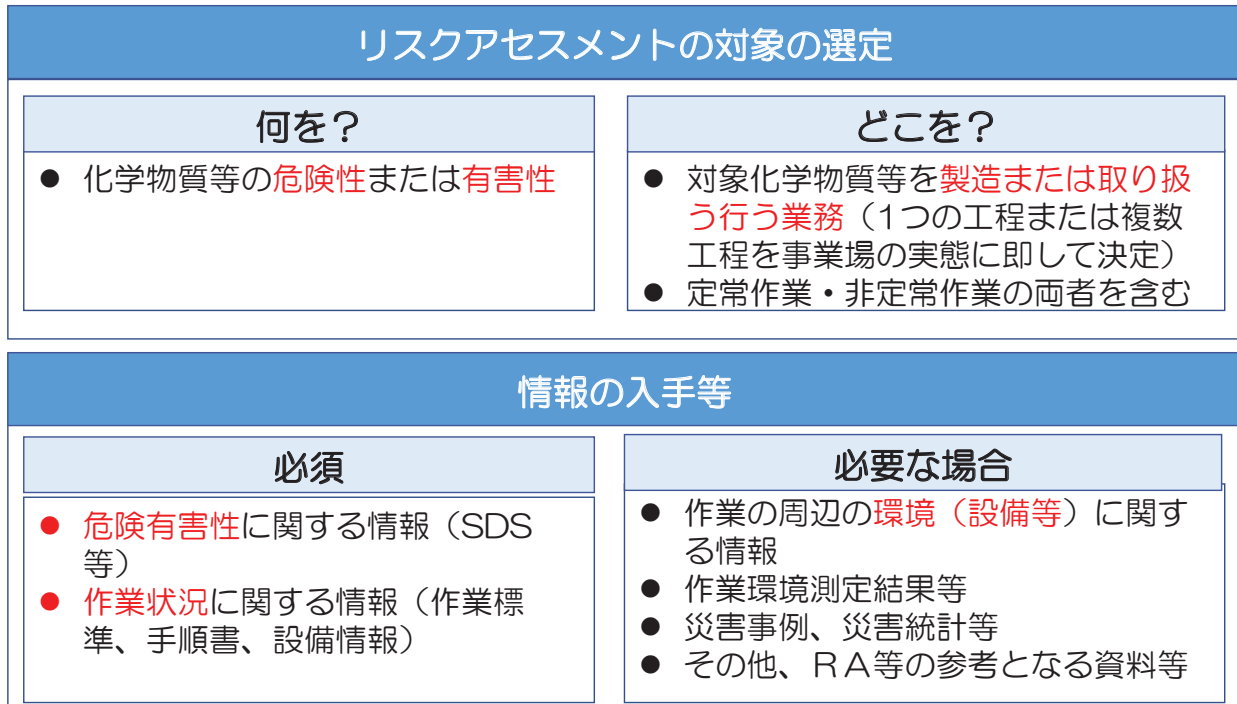 リスクアセスメントの対象の選定
何を？
● 化学物質等の危険性または有害性
どこを？
● 対象化学物質等を製造または取り扱
う行う業務（1つの工程または複数
工程を事業場の実態に即して決定）
● 定常作業・非定常作業の両者を含む
情報の入手等
必須
● 危険有害性に関する情報（SDS
等）
● 作業状況に関する情報（作業標
準、手順書、設備情報）
必要な場合
● 作業の周辺の環境（設備等）に関す
る情報
● 作業環境測定結果等
● 災害事例、災害統計等
● その他、ＲＡ等の参考となる資料等